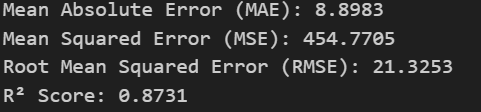 Mean Absolute Error (MAE): 8.8983
Mean Squared Error (MSE): 454.7705
Root Mean Squared Error (RMSE): 21.3253
R² Score: 0.8731